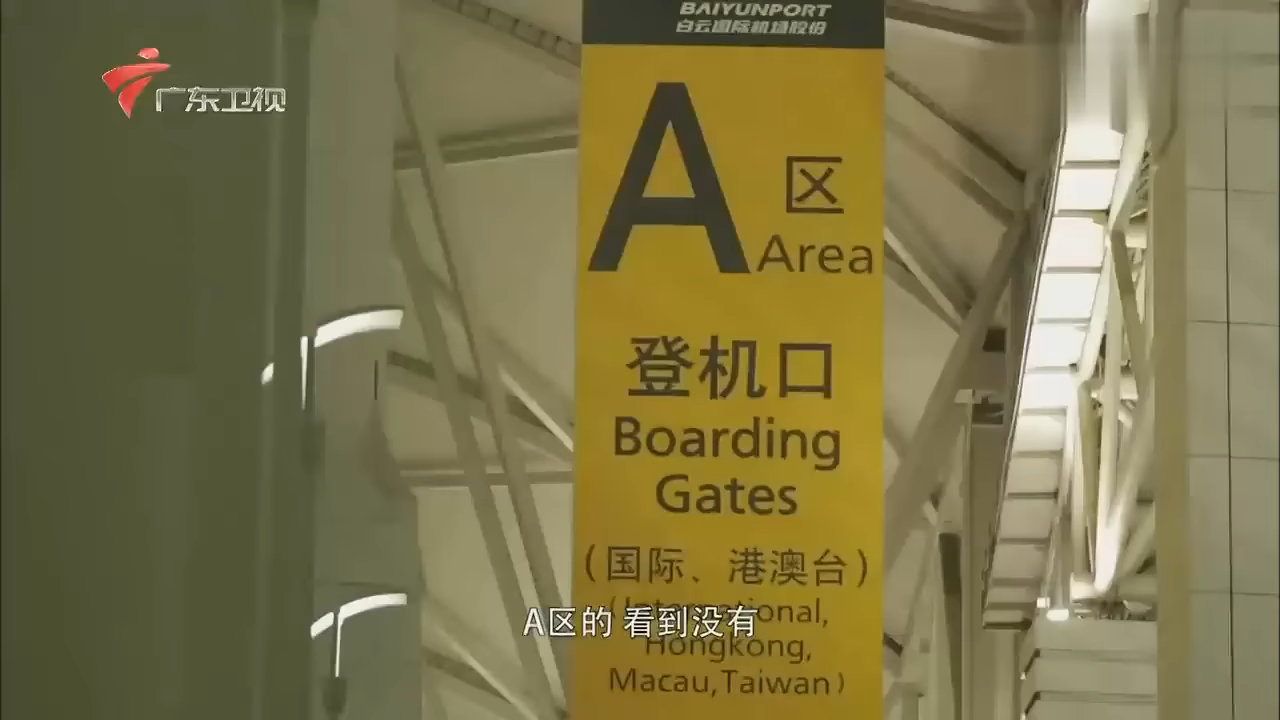 BAIYUNPORT
白云国际机场股份
广东卫视
A 区
Area
登机口
Boarding
Gates
(国际、港澳台)
(International,
A区的 看到没有
Hongkong,
Macau,Taiwan)